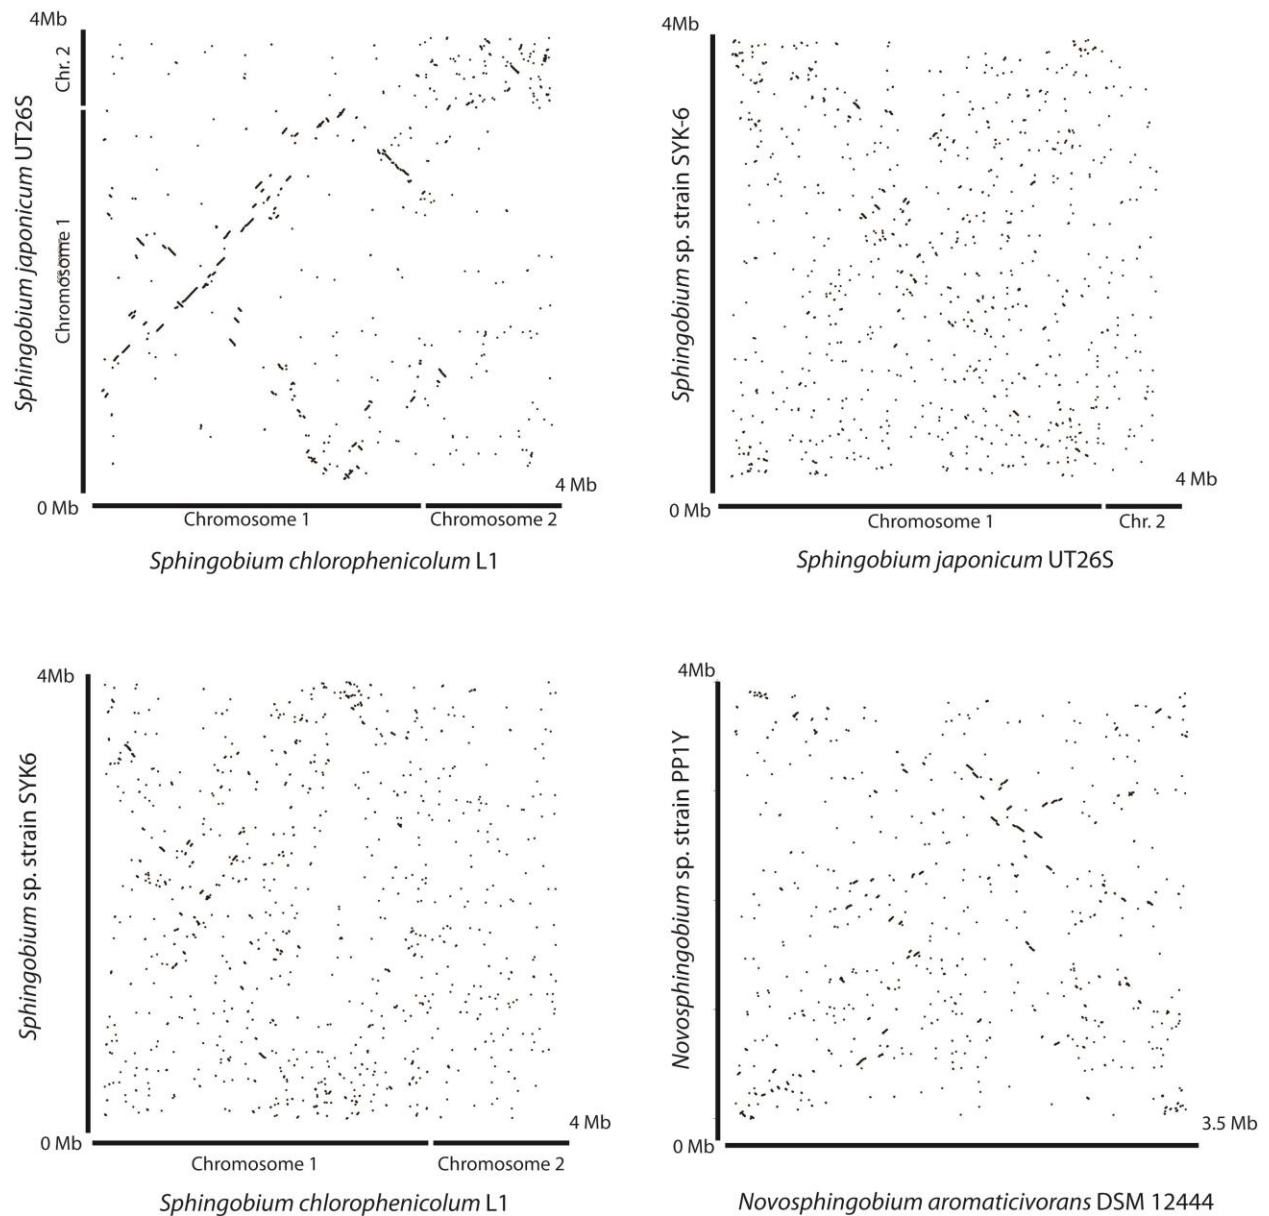 4Mb
Chr. 2
Chromosome 1
Sphingobium japonicum UT26S
0 Mb
4 Mb
Chromosome 1
Chromosome 2
Sphingobium chlorophenicolum L1
4Mb
Sphingobium sp. strain SYK-6
0 Mb
4 Mb
Chromosome 1
Chr. 2
Sphingobium japonicum UT26S
4Mb
Sphingobium sp. strain SYK6
0 Mb
4 Mb
Chromosome 1
Chromosome 2
Sphingobium chlorophenicolum L1
4Mb
Novosphingobium sp. strain PP1Y
0 Mb
3.5 Mb
Novosphingobium aromaticivorans DSM 12444